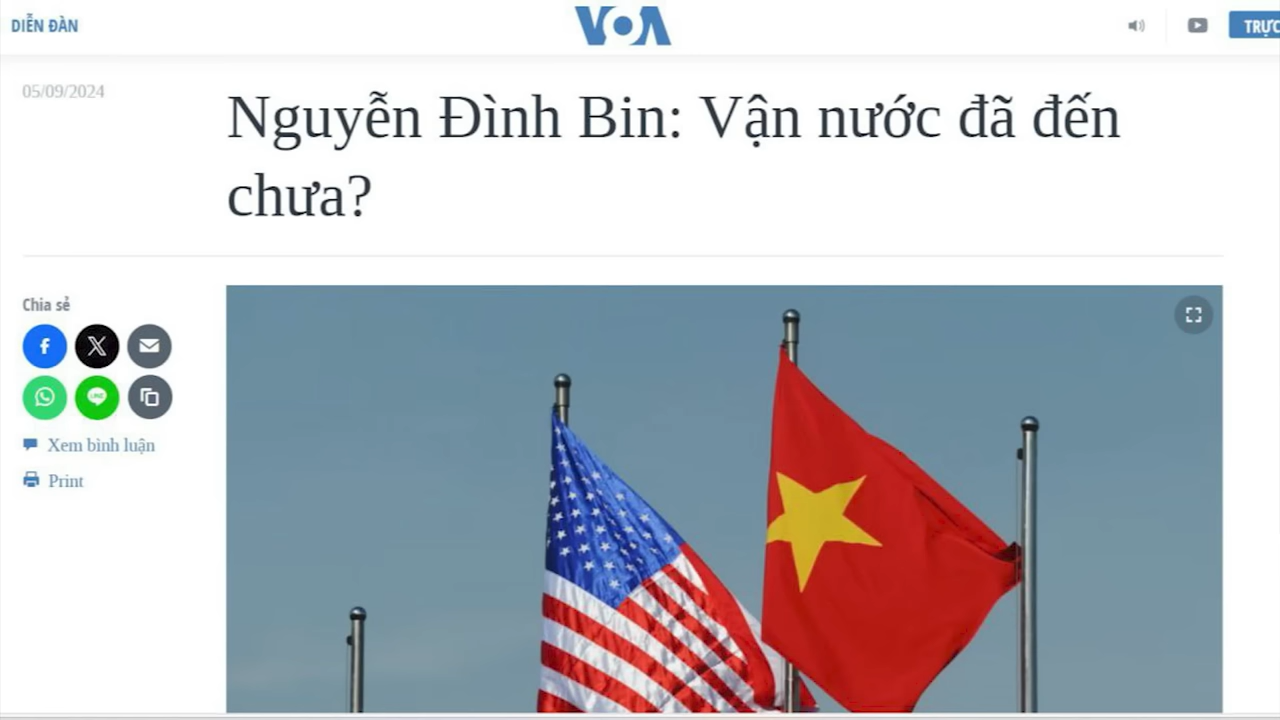 DIỄN ĐÀN
VOA
TRỰC
05/09/2024
Nguyễn Đình Bin: Vận nước đã đến
chưa?
Chia sẻ
LINE
Xem bình luận
Print